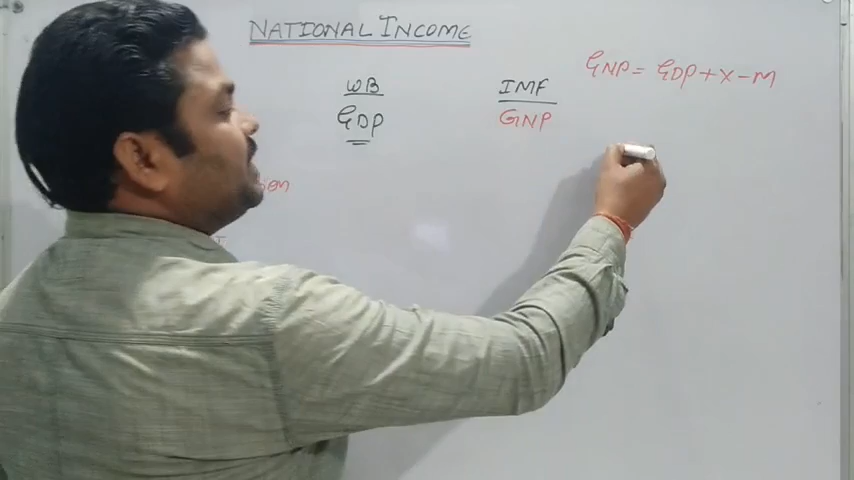 NATIONAL INCOME
WB
GDP
IMF
GNP
GNP = GDP + X - M